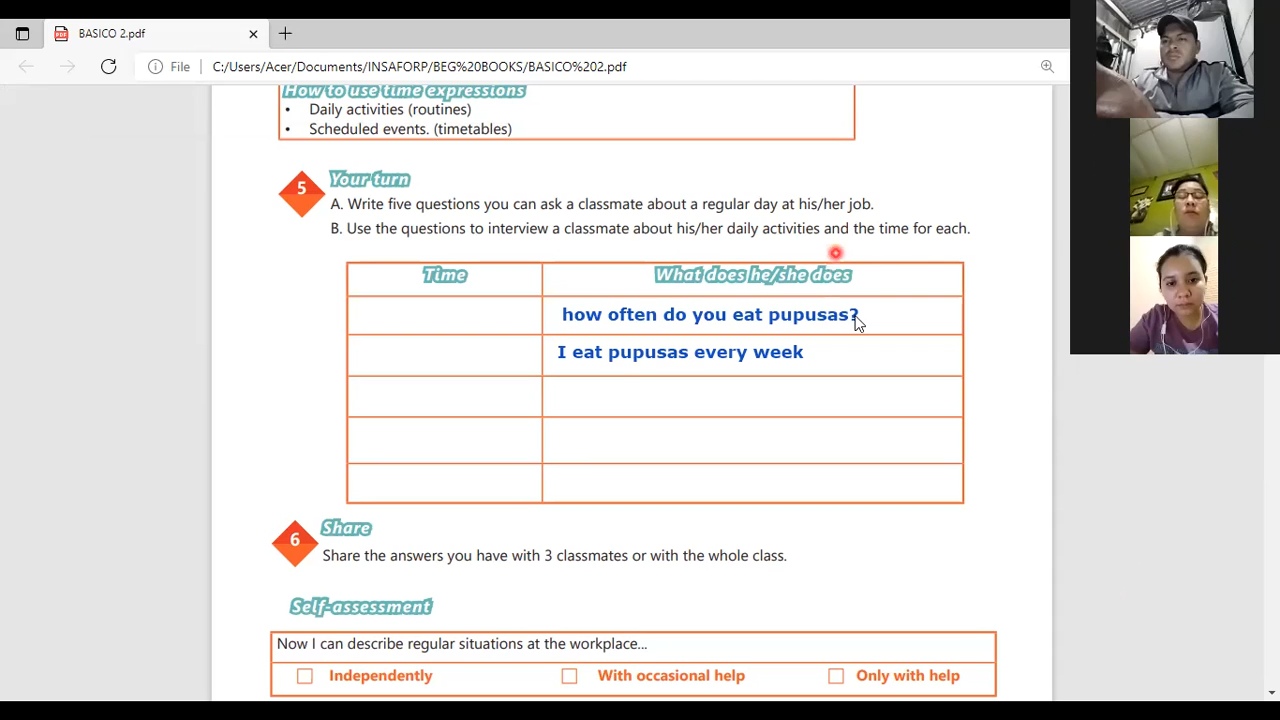 BASICO 2.pdf
File
C:/Users/Acer/Documents/INSAFORP/BEG%20BOOKS/BASICO%202.pdf
How to use time expressions
• Daily activities (routines)
• Scheduled events. (timetables)
5 Your turn
A. Write five questions you can ask a classmate about a regular day at his/her job.
B. Use the questions to interview a classmate about his/her daily activities and the time for each.
Time What does he/she does
how often do you eat pupusas?
I eat pupusas every week
6 Share
Share the answers you have with 3 classmates or with the whole class.
Self-assessment
Now I can describe regular situations at the workplace...
Independently With occasional help Only with help